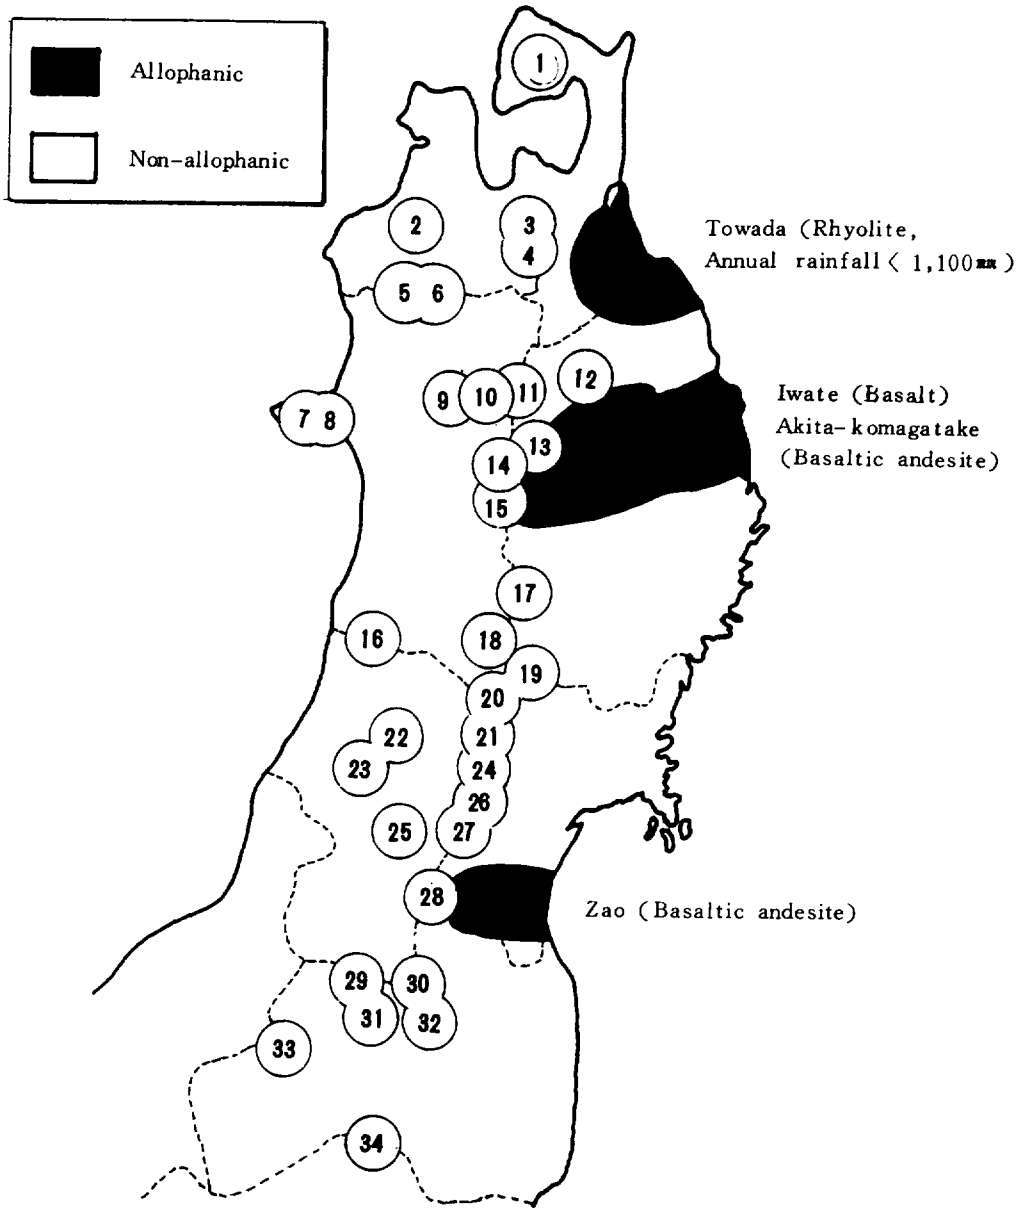 Allophanic
Non-allophanic
1
2
3
4
Towada (Rhyolite,
Annual rainfall < 1,100mm)
5 6
7 8
9 10 11 12
Iwate (Basalt)
Akita-komagatake
(Basaltic andesite)
13
14
15
16
17
18
19
20
21
22
23
24
25
26
27
28
Zao (Basaltic andesite)
29 30
31 32
33
34